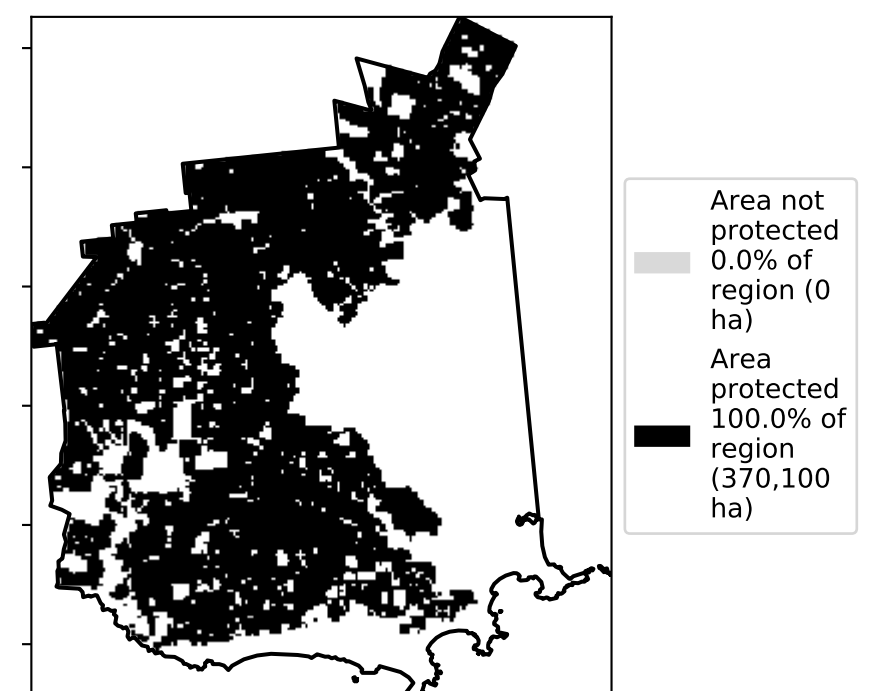 Area not
protected
0.0% of
region (0
ha)
Area
protected
100.0% of
region
(370,100
ha)